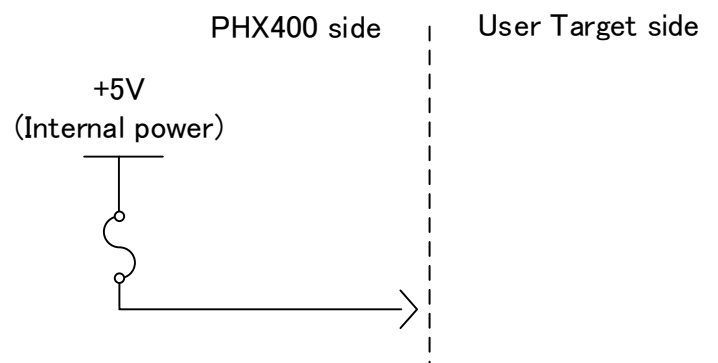 PHX400 side
User Target side
+5V
(Internal power)